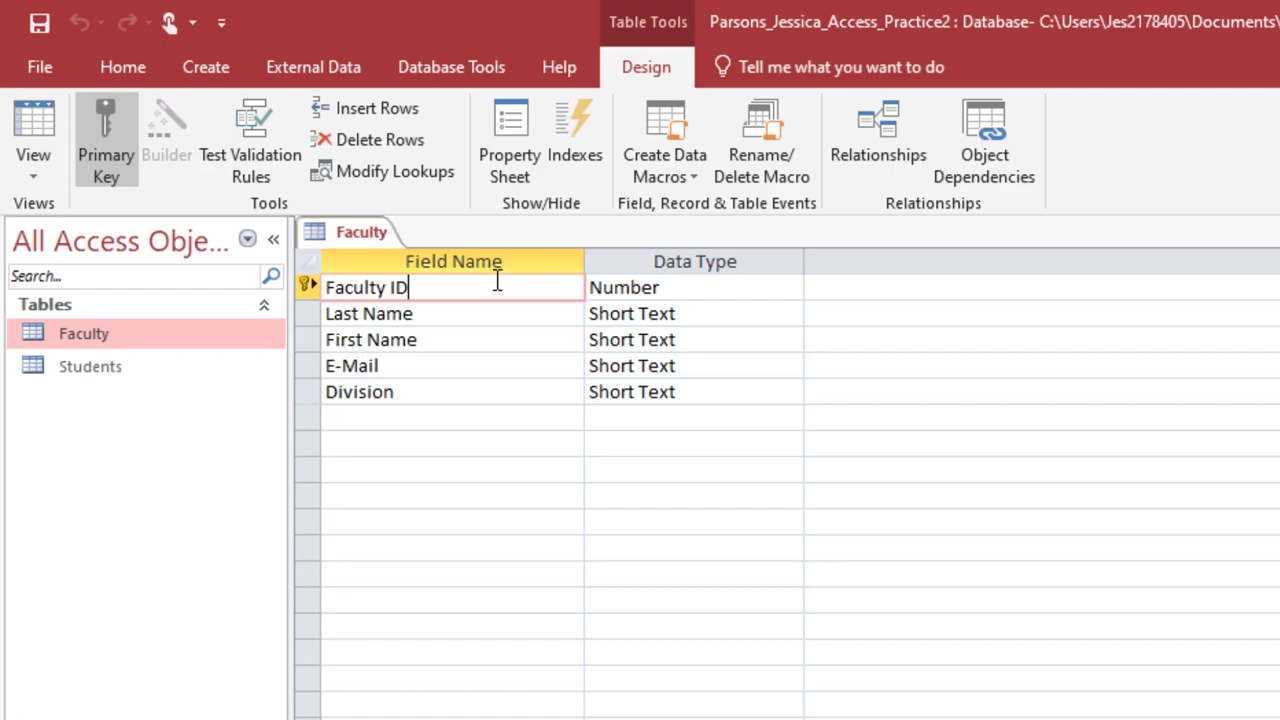 Table Tools
Parsons_Jessica_Access_Practice2 : Database- C:\Users\Jes2178405\Documents\
File Home Create External Data Database Tools Help Design Tell me what you want to do
View
Primary Key
Builder
Test Validation Rules
Insert Rows
Delete Rows
Modify Lookups
Property Sheet
Indexes
Create Data Macros
Rename/ Delete Macro
Relationships
Object Dependencies
Views
Tools
Show/Hide
Field, Record & Table Events
Relationships
All Access Obje...
Search...
Tables
Faculty
Students
Faculty
Field Name Data Type
Faculty ID Number
Last Name Short Text
First Name Short Text
E-Mail Short Text
Division Short Text